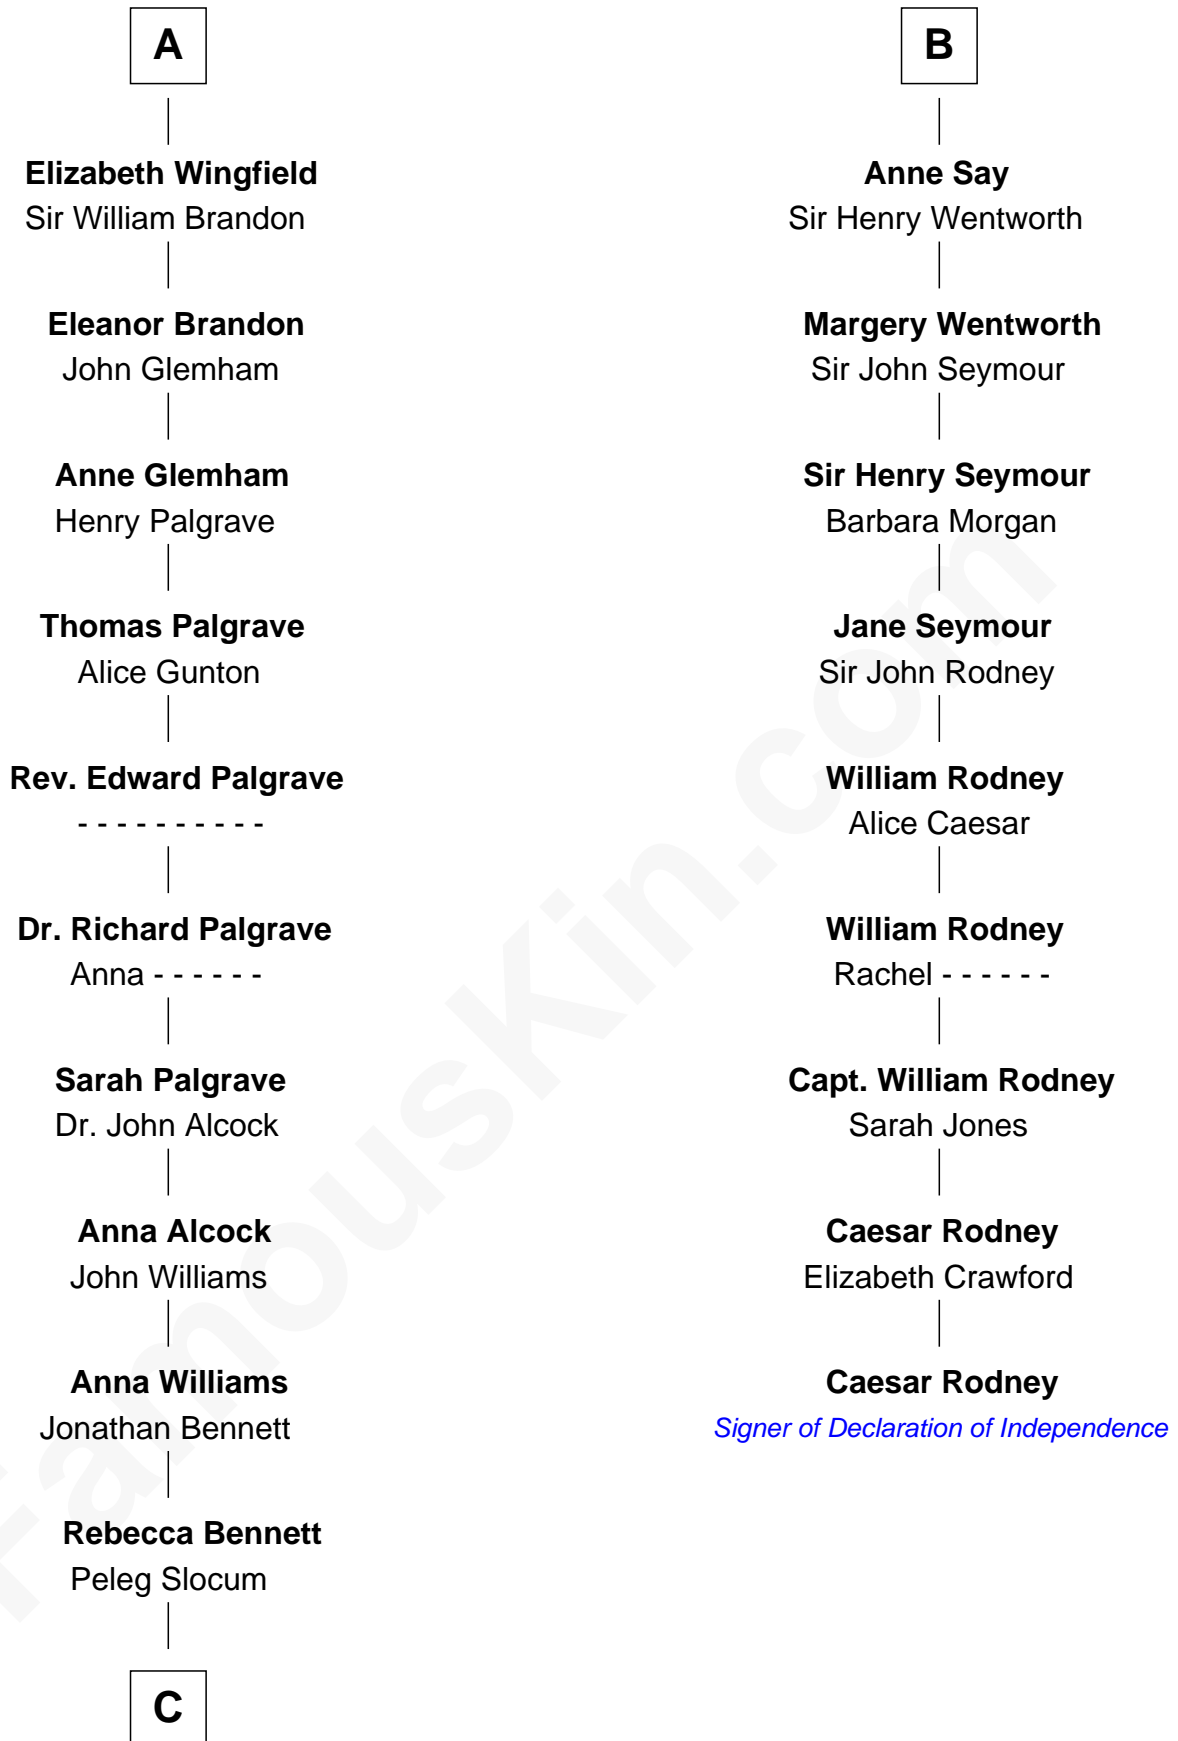 A
Elizabeth Wingfield
Sir William Brandon
Eleanor Brandon
John Glemham
Anne Glemham
Henry Palgrave
Thomas Palgrave
Alice Gunton
Rev. Edward Palgrave
- - - - - - - - - -
Dr. Richard Palgrave
Anna - - - - - -
Sarah Palgrave
Dr. John Alcock
Anna Alcock
John Williams
Anna Williams
Jonathan Bennett
Rebecca Bennett
Peleg Slocum
C
B
Anne Say
Sir Henry Wentworth
Margery Wentworth
Sir John Seymour
Sir Henry Seymour
Barbara Morgan
Jane Seymour
Sir John Rodney
William Rodney
Alice Caesar
William Rodney
Rachel - - - - - -
Capt. William Rodney
Sarah Jones
Caesar Rodney
Elizabeth Crawford
Caesar Rodney
Signer of Declaration of Independence
FamousKin.com